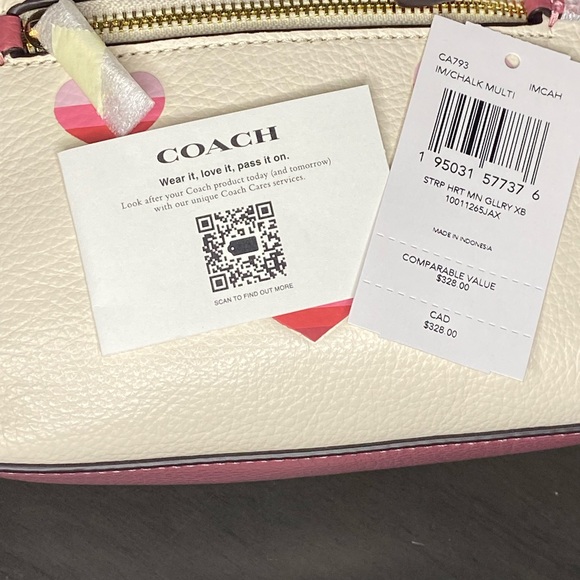 COACH
Wear it, love it, pass it on.
Look after your Coach product today (and tomorrow)
with our unique Coach Cares services.
SCAN TO FIND OUT MORE
CA793
IM/CHALK MULTI IMCAH
1 95031 57737 6
STRP HRT MN GLLRY XB
10011265JAX
MADE IN INDONESIA
COMPARABLE VALUE
$328.00
CAD
$328.00